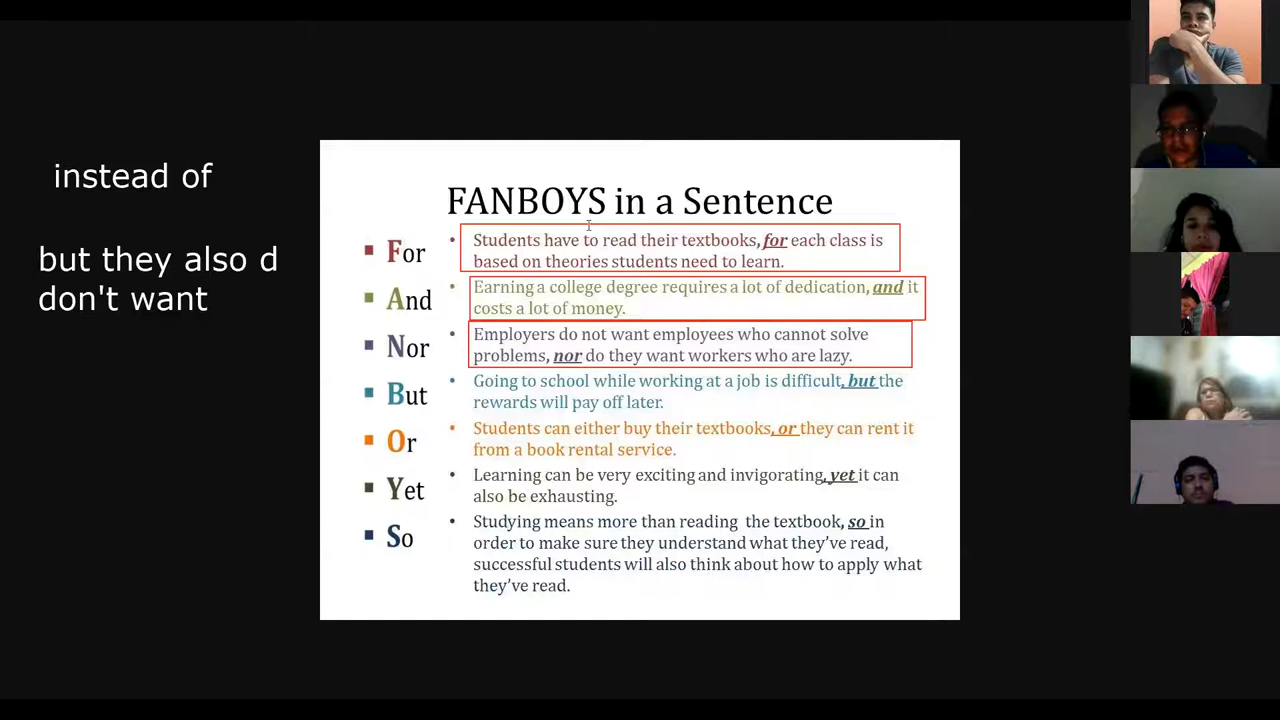 instead of
but they also d
don't want
FANBOYS in a Sentence
▪ For
▪ And
▪ Nor
▪ But
▪ Or
▪ Yet
▪ So
• Students have to read their textbooks, for each class is
based on theories students need to learn.
• Earning a college degree requires a lot of dedication, and it
costs a lot of money.
• Employers do not want employees who cannot solve
problems, nor do they want workers who are lazy.
• Going to school while working at a job is difficult, but the
rewards will pay off later.
• Students can either buy their textbooks, or they can rent it
from a book rental service.
• Learning can be very exciting and invigorating, yet it can
also be exhausting.
• Studying means more than reading the textbook, so in
order to make sure they understand what they've read,
successful students will also think about how to apply what
they've read.